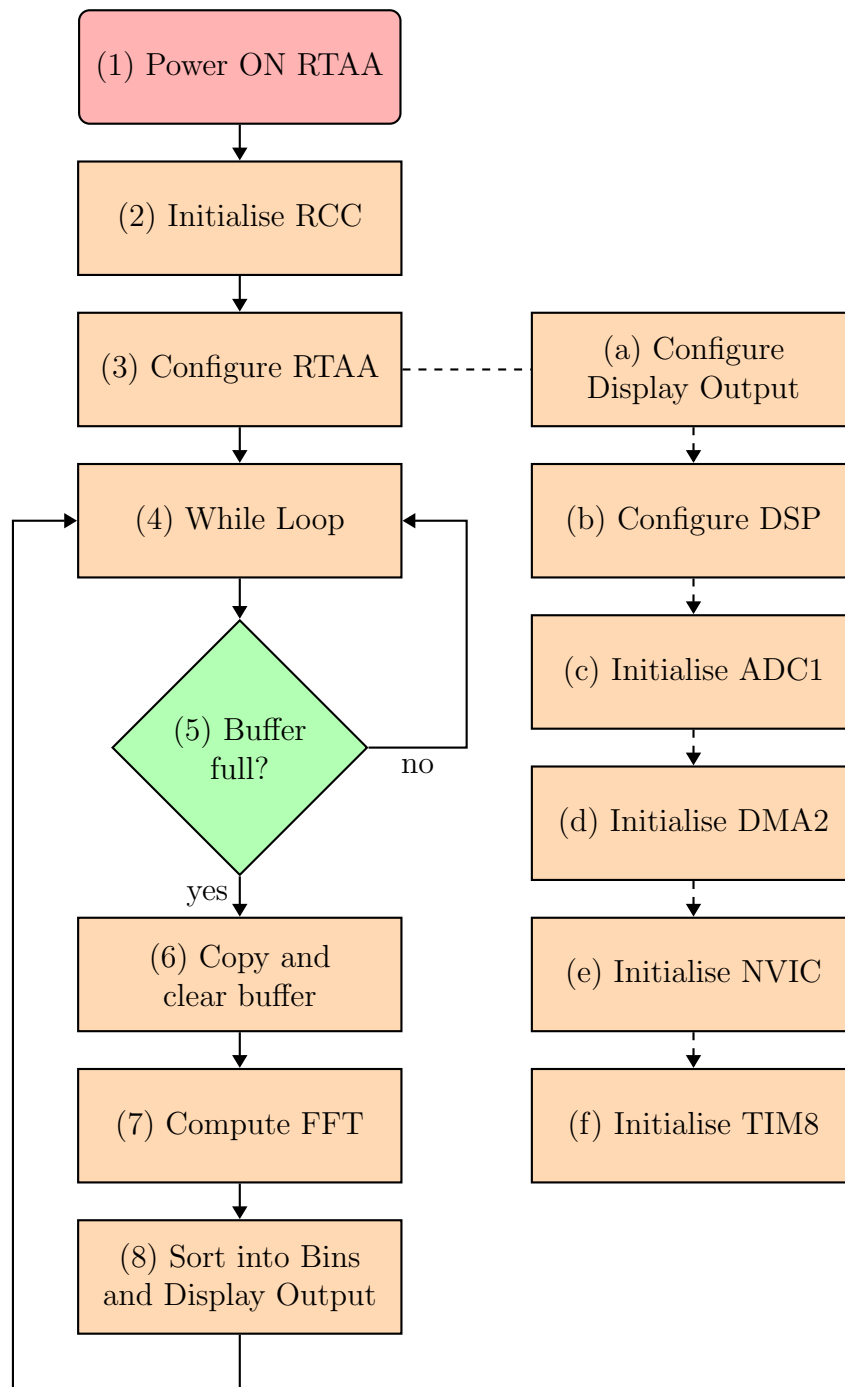 (1) Power ON RTAA
(2) Initialise RCC
(3) Configure RTAA
(a) Configure
Display Output
(4) While Loop
(b) Configure DSP
(c) Initialise ADC1
(5) Buffer
full?
no
(d) Initialise DMA2
yes
(6) Copy and
clear buffer
(e) Initialise NVIC
(7) Compute FFT
(f) Initialise TIM8
(8) Sort into Bins
and Display Output